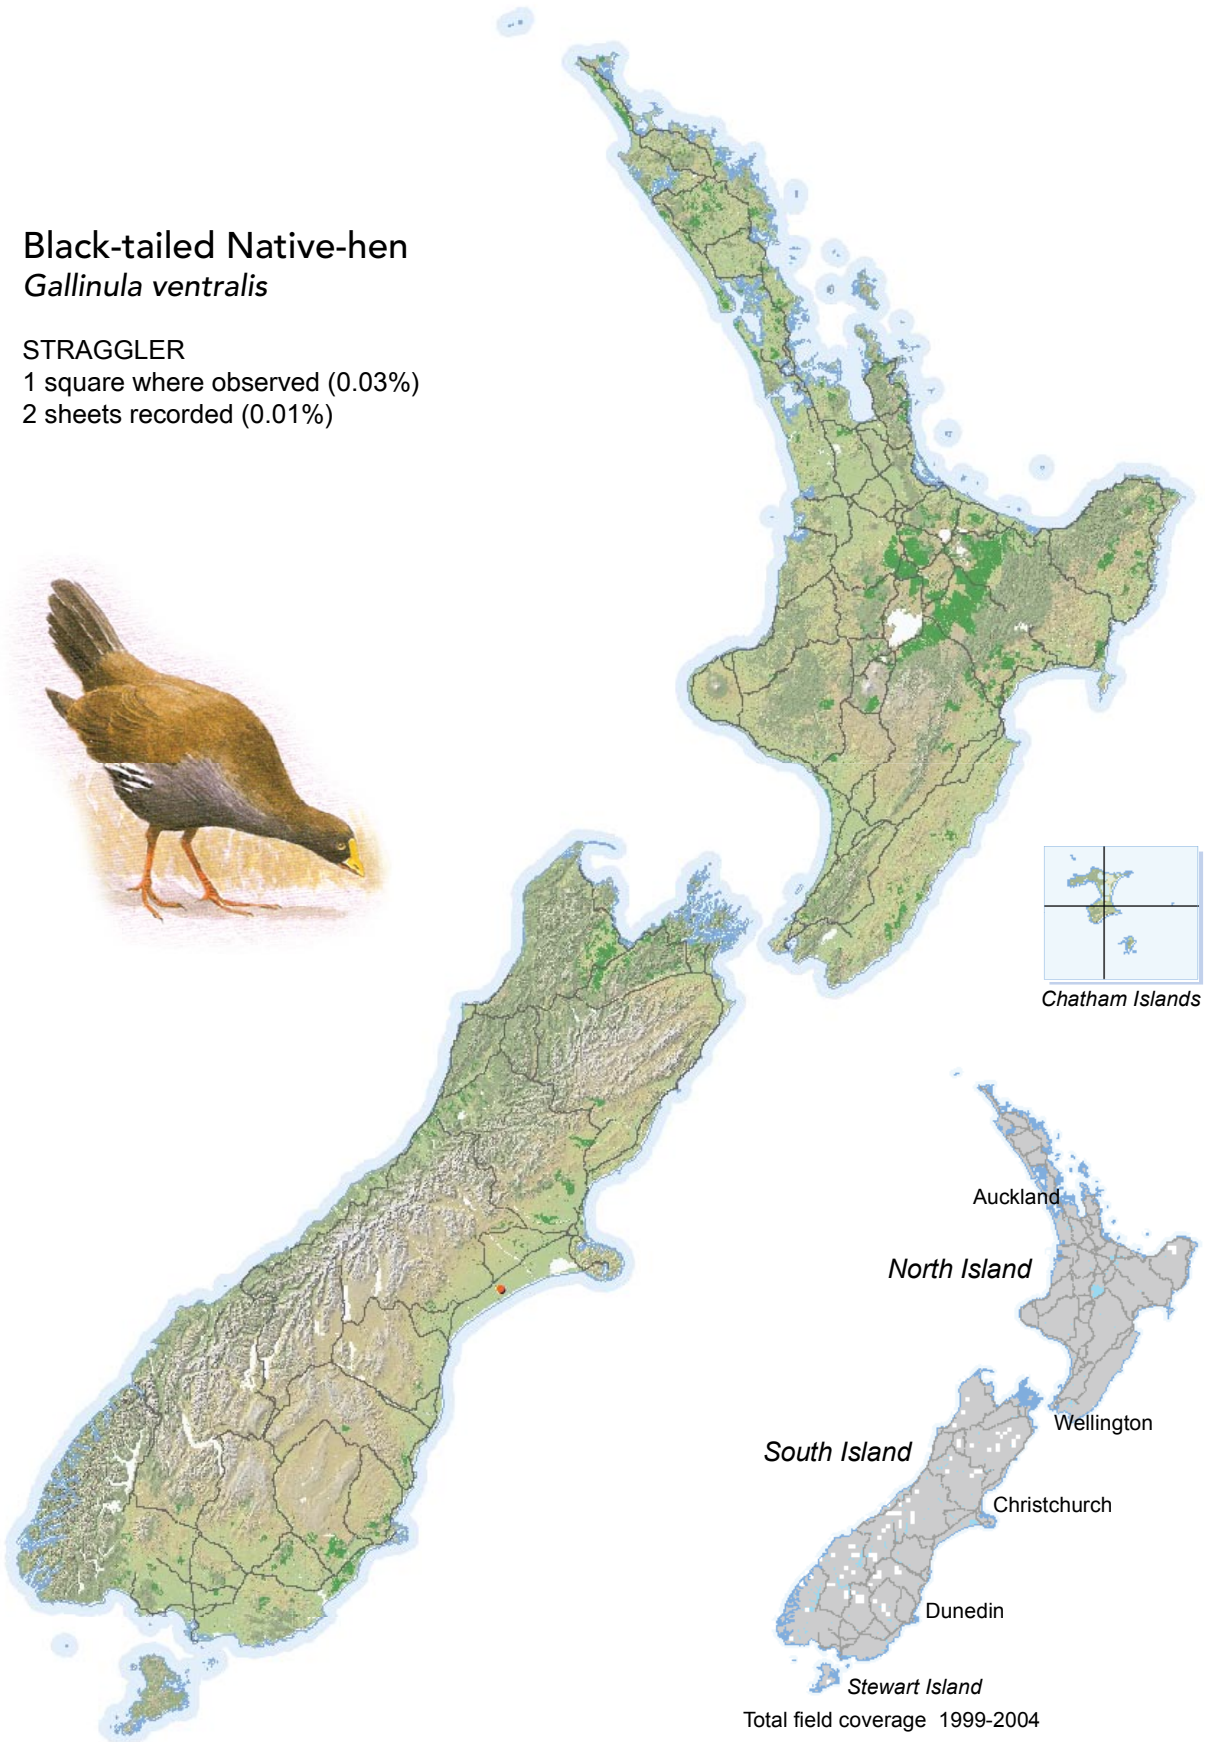 Black-tailed Native-hen
Gallinula ventralis
STRAGGLER
1 square where observed (0.03%)
2 sheets recorded (0.01%)
Chatham Islands
Auckland
North Island
Wellington
South Island
Christchurch
Dunedin
Stewart Island
Total field coverage 1999-2004